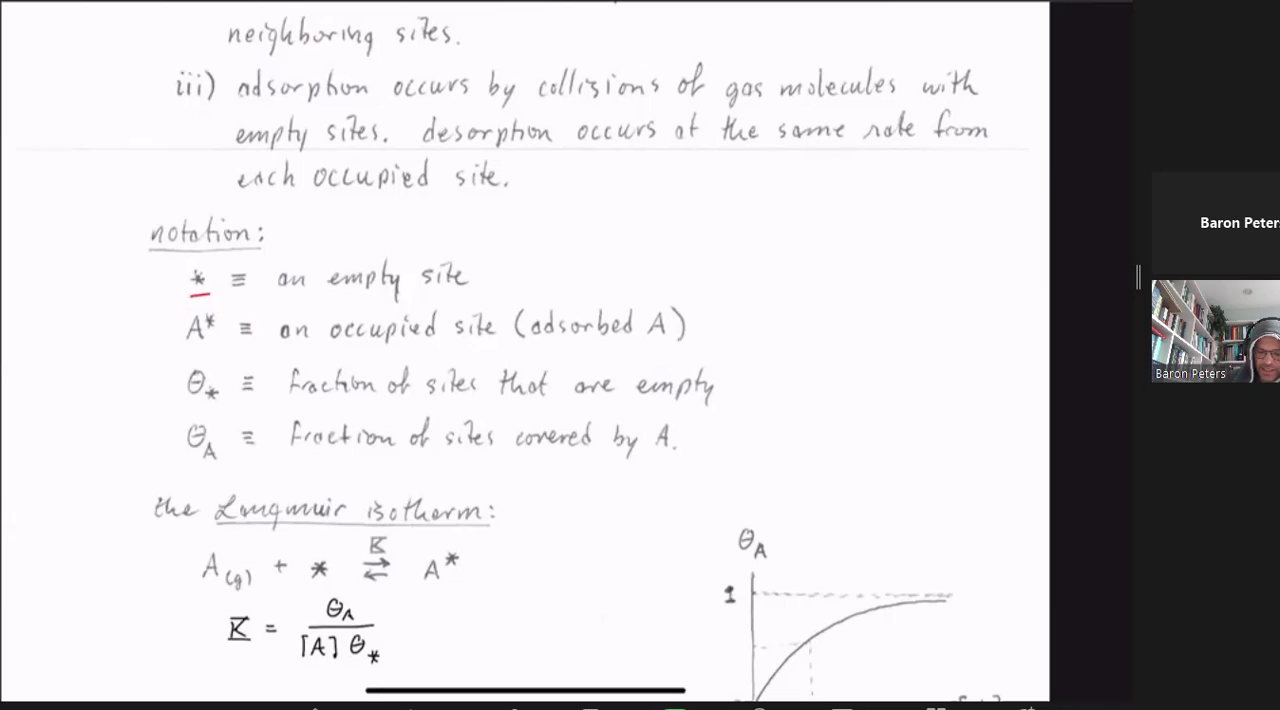 neighboring sites.
iii) adsorption occurs by collisions of gas molecules with
empty sites. desorption occurs at the same rate from
each occupied site.
notation:
* ≡ an empty site
A* ≡ an occupied site (adsorbed A)
θ* ≡ fraction of sites that are empty
θA ≡ fraction of sites covered by A.
the Langmuir isotherm:
A(g) + * ⇌ A*
K
K = θA / [A] θ*
θA
1
Baron Peter
Baron Peters